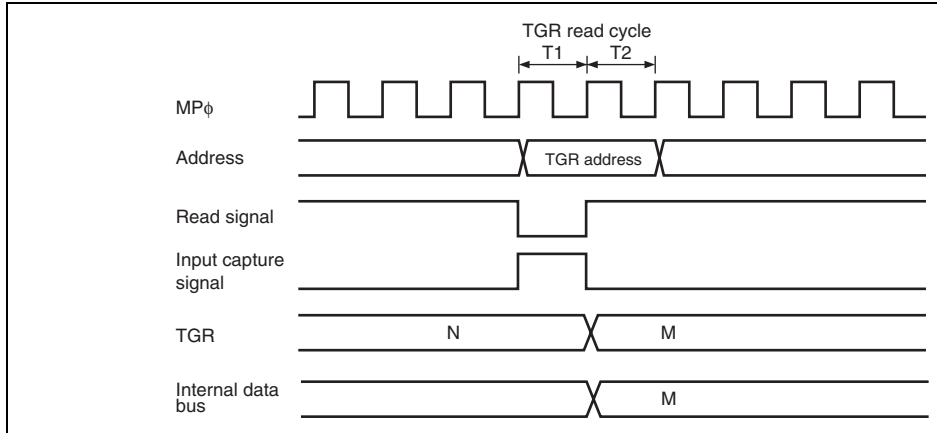 TGR read cycle
T1 T2
MPϕ
Address
TGR address
Read signal
Input capture
signal
TGR
N
M
Internal data
bus
M